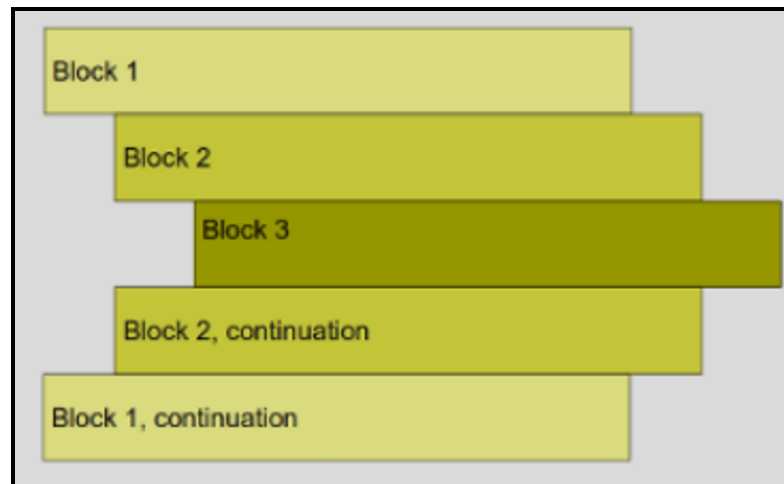 Block 1
Block 2
Block 3
Block 2, continuation
Block 1, continuation